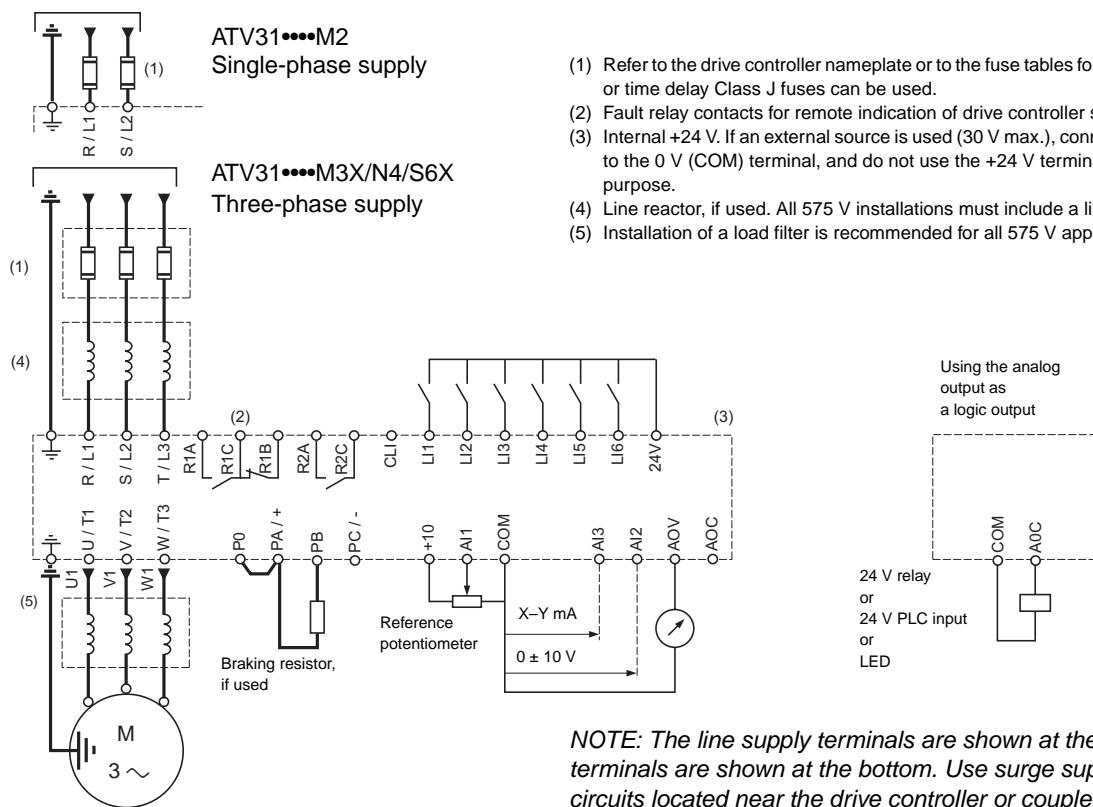 ATV31••••M2
Single-phase supply
(1)
R / L1
S / L2
ATV31••••M3X/N4/S6X
Three-phase supply
(1) Refer to the drive controller nameplate or to the fuse tables fo
or time delay Class J fuses can be used.
(2) Fault relay contacts for remote indication of drive controller s
(3) Internal +24 V. If an external source is used (30 V max.), conn
to the 0 V (COM) terminal, and do not use the +24 V termina
purpose.
(4) Line reactor, if used. All 575 V installations must include a li
(5) Installation of a load filter is recommended for all 575 V app
(1)
(4)
(2)
(3)
R / L1
S / L2
T / L3
R1A
R1C
R1B
R2A
R2C
CLI
LI1
LI2
LI3
LI4
LI5
LI6
24V
U / T1
V / T2
W / T3
P0
PA / +
PB
PC / -
+10
AI1
COM
AI3
AI2
AOV
AOC
U1
V1
W1
(5)
Braking resistor,
if used
Reference
potentiometer
X–Y mA
0 ± 10 V
M
3
Using the analog
output as
a logic output
COM
A0C
24 V relay
or
24 V PLC input
or
LED
NOTE: The line supply terminals are shown at the
terminals are shown at the bottom. Use surge sup
circuits located near the drive controller or couple